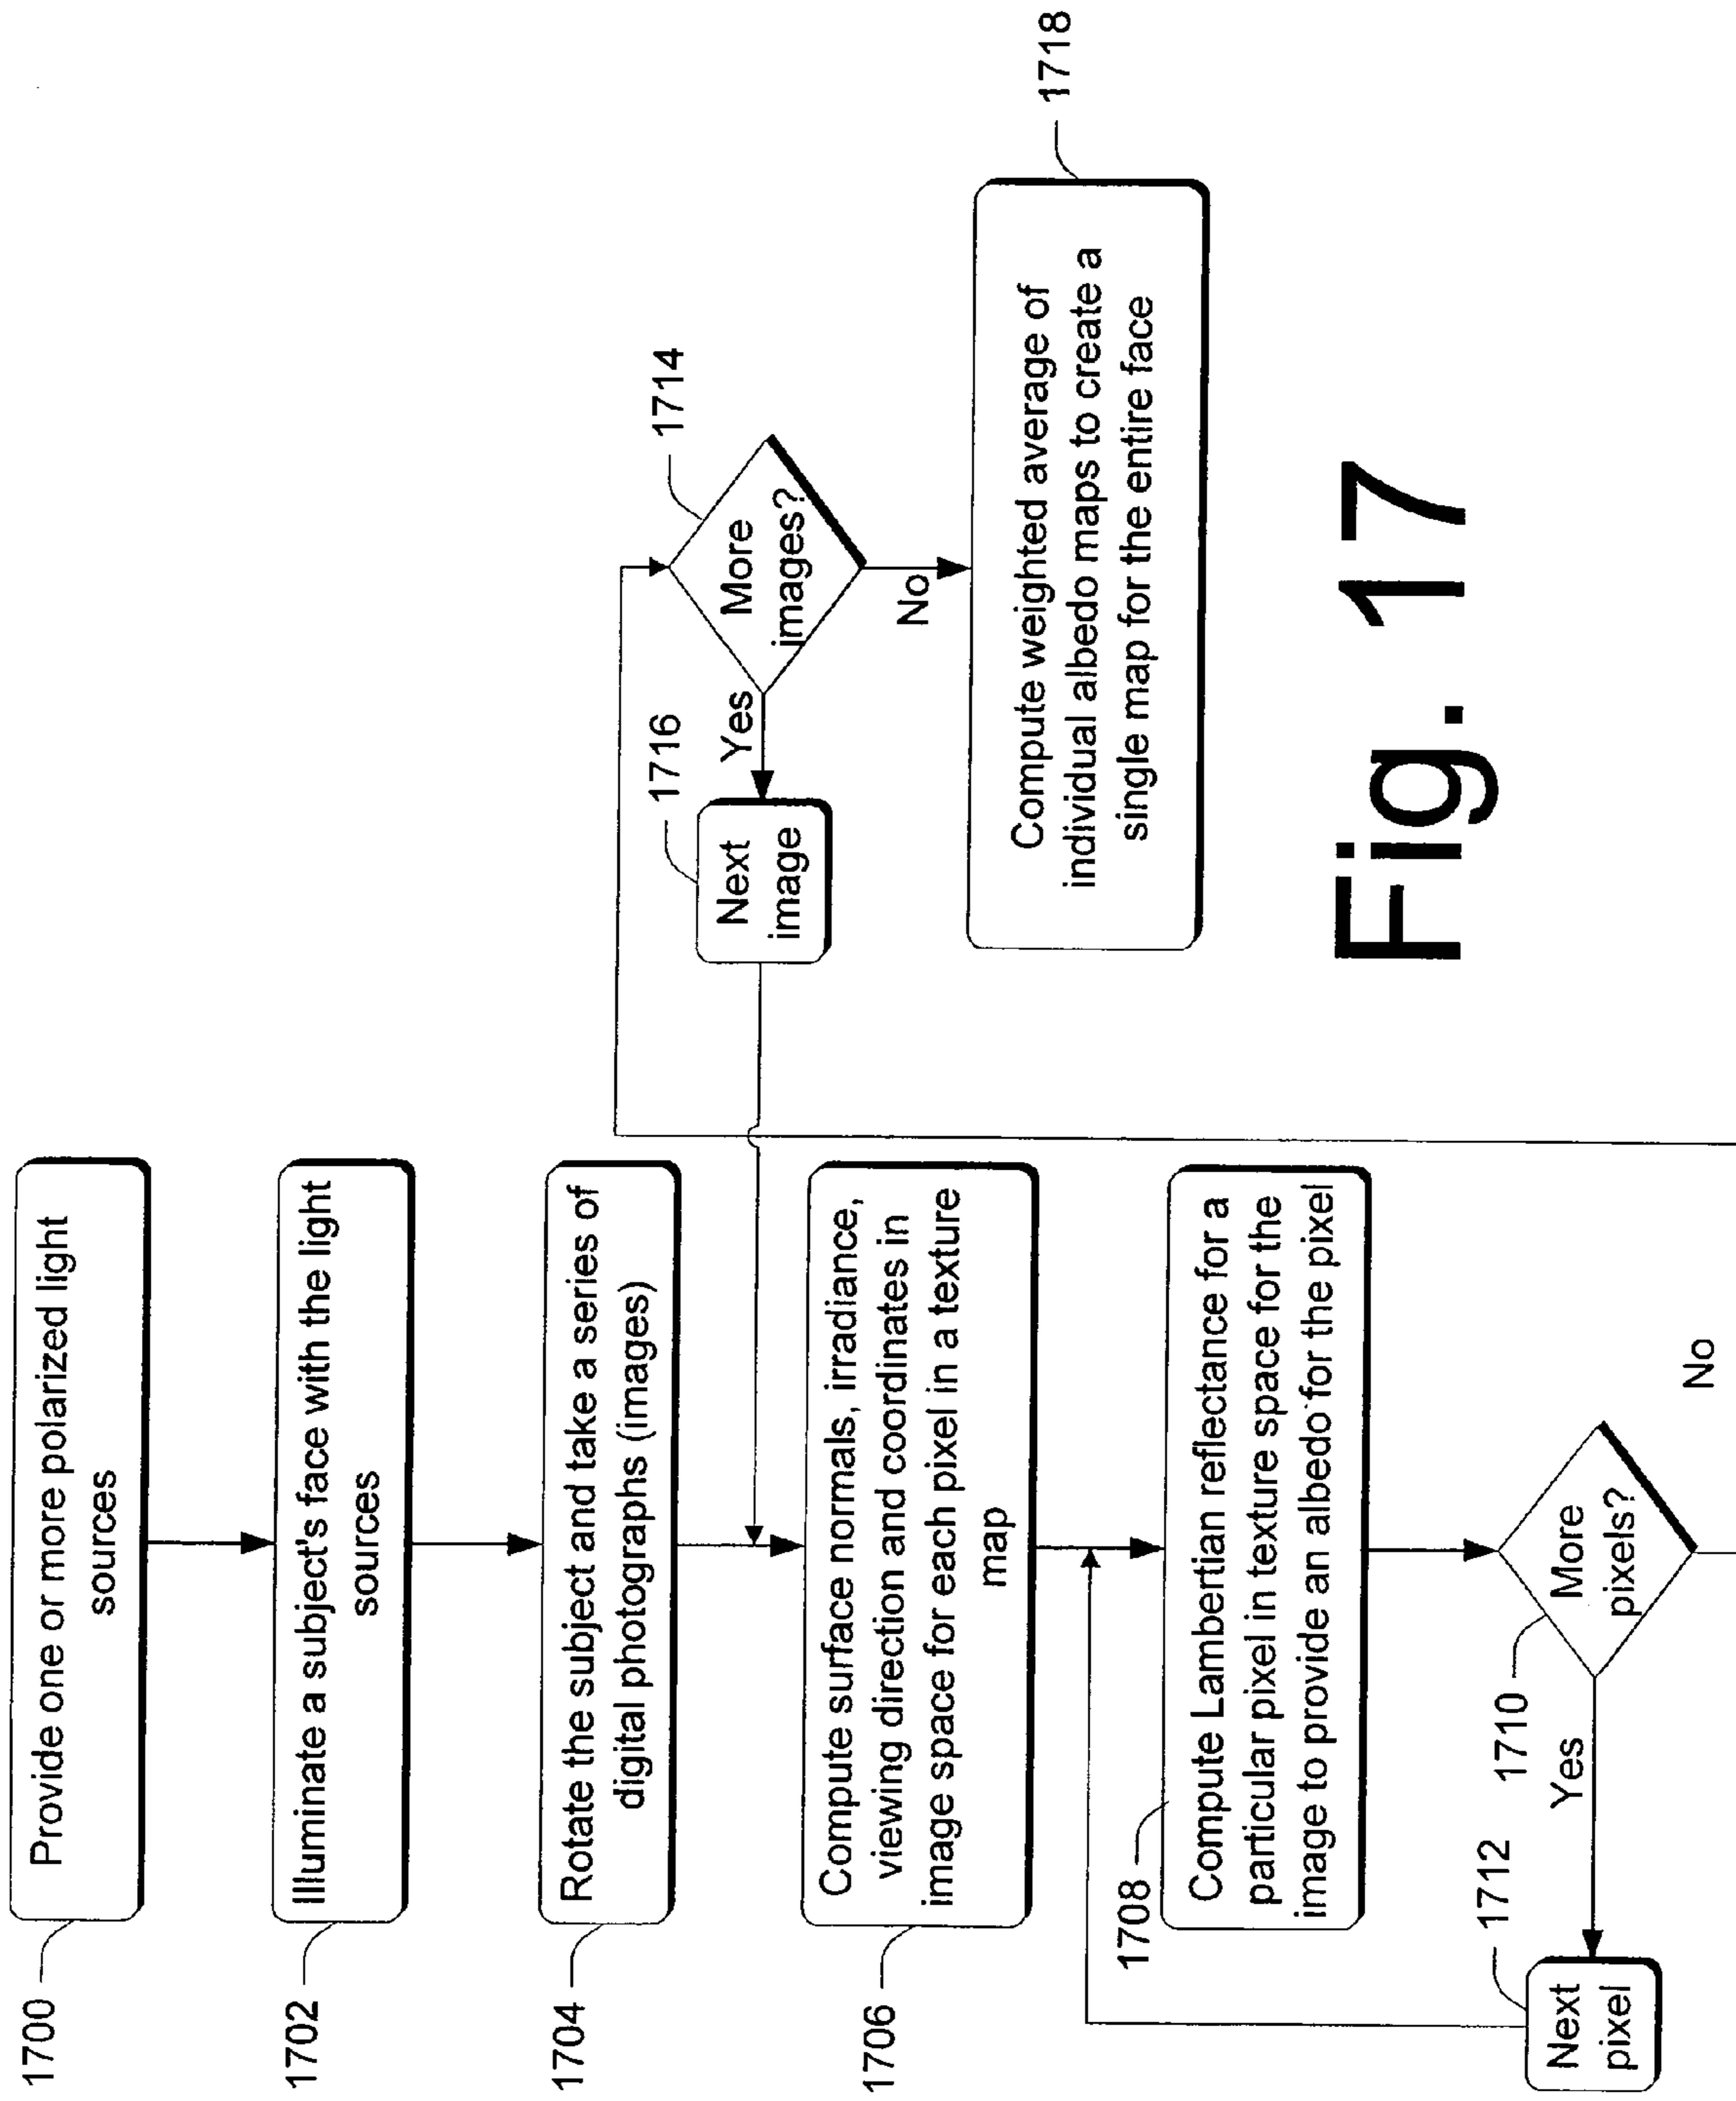 1700
Provide one or more polarized light
sources
1702
Illuminate a subject's face with the light
sources
1704
Rotate the subject and take a series of
digital photographs (images)
1706
Compute surface normals, irradiance,
viewing direction and coordinates in
image space for each pixel in a texture
map
1708
Compute Lambertian reflectance for a
particular pixel in texture space for the
image to provide an albedo for the pixel
1710
More
pixels?
Yes
No
1712
Next
pixel
1714
More
images?
Yes
No
1716
Next
image
1718
Compute weighted average of
individual albedo maps to create a
single map for the entire face
Fig. 17